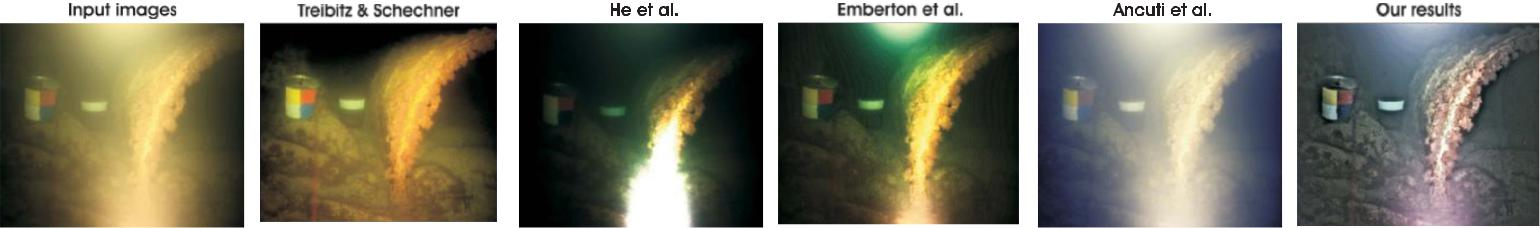 Input images
Treibitz & Schechner
He et al.
Emberton et al.
Ancuti et al.
Our results